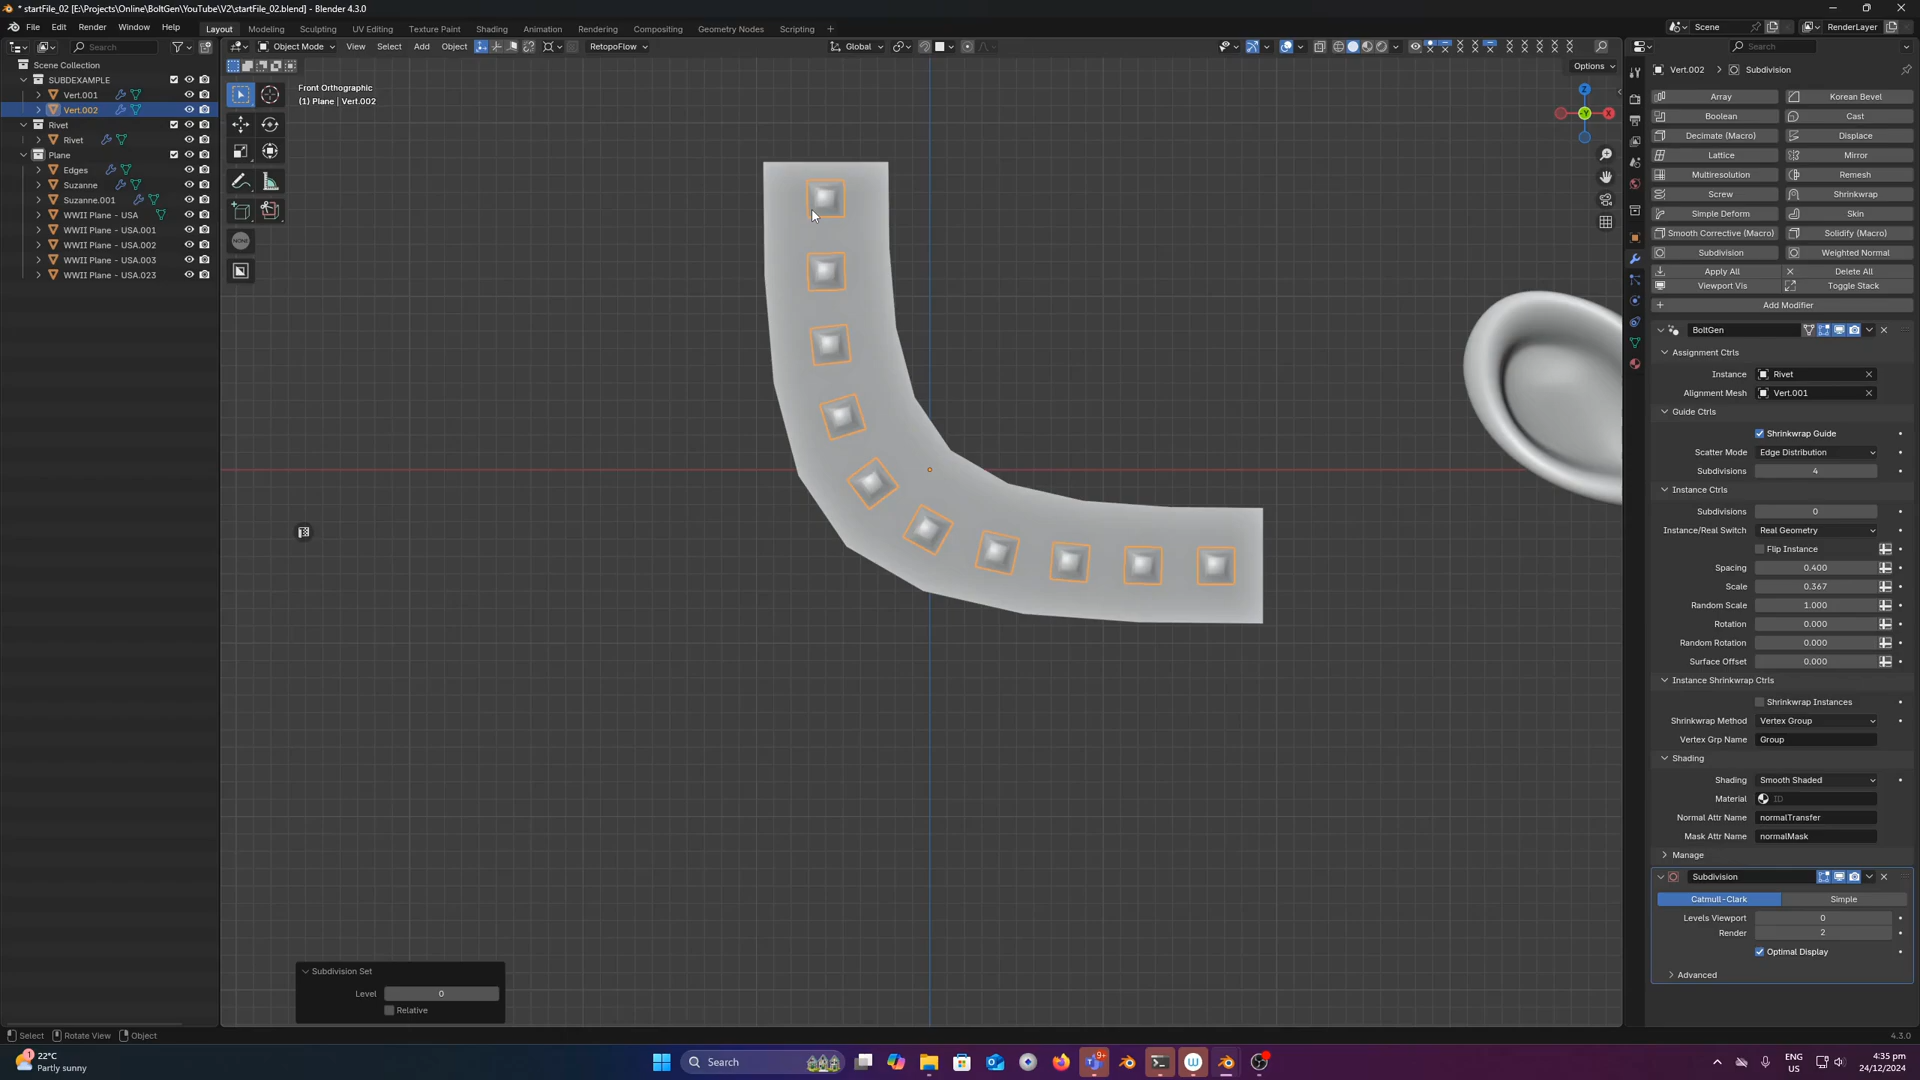 * startFile_02 [E:\Projects\Online\BoltGen\YouTube\V2\startFile_02.blend] - Blender 4.3.0
File Edit Render Window Help Layout Modeling Sculpting UV Editing Texture Paint Shading Animation Rendering Compositing Geometry Nodes Scripting + Scene RenderLayer
Search Object Mode View Select Add Object RetopoFlow Global Search
Options
Scene Collection
SUBDEXAMPLE
Vert.001
Vert.002
Rivet
Rivet
Plane
Edges
Suzanne
Suzanne.001
WWII Plane - USA
WWII Plane - USA.001
WWII Plane - USA.002
WWII Plane - USA.003
WWII Plane - USA.023
NONE
Front Orthographic
(1) Plane | Vert.002
Z
X
Y
Subdivision Set
Level 0
Relative
Vert.002 > Subdivision
Array Korean Bevel
Boolean Cast
Decimate (Macro) Displace
Lattice Mirror
Multiresolution Remesh
Screw Shrinkwrap
Simple Deform Skin
Smooth Corrective (Macro) Solidify (Macro)
Subdivision Weighted Normal
Apply All Delete All
Viewport Vis Toggle Stack
Add Modifier
BoltGen
Assignment Ctrls
Instance Rivet
Alignment Mesh Vert.001
Guide Ctrls
Shrinkwrap Guide
Scatter Mode Edge Distribution
Subdivisions 4
Instance Ctrls
Subdivisions 0
Instance/Real Switch Real Geometry
Flip Instance
Spacing 0.400
Scale 0.367
Random Scale 1.000
Rotation 0.000
Random Rotation 0.000
Surface Offset 0.000
Instance Shrinkwrap Ctrls
Shrinkwrap Instances
Shrinkwrap Method Vertex Group
Vertex Grp Name Group
Shading
Shading Smooth Shaded
Material ID
Normal Attr Name normalTransfer
Mask Attr Name normalMask
Manage
Subdivision
Catmull-Clark Simple
Levels Viewport 0
Render 2
Optimal Display
Advanced
Select Rotate View Object 4.3.0
1 22°C
Partly sunny
Search
9+
ENG
US
4:35 pm
24/12/2024